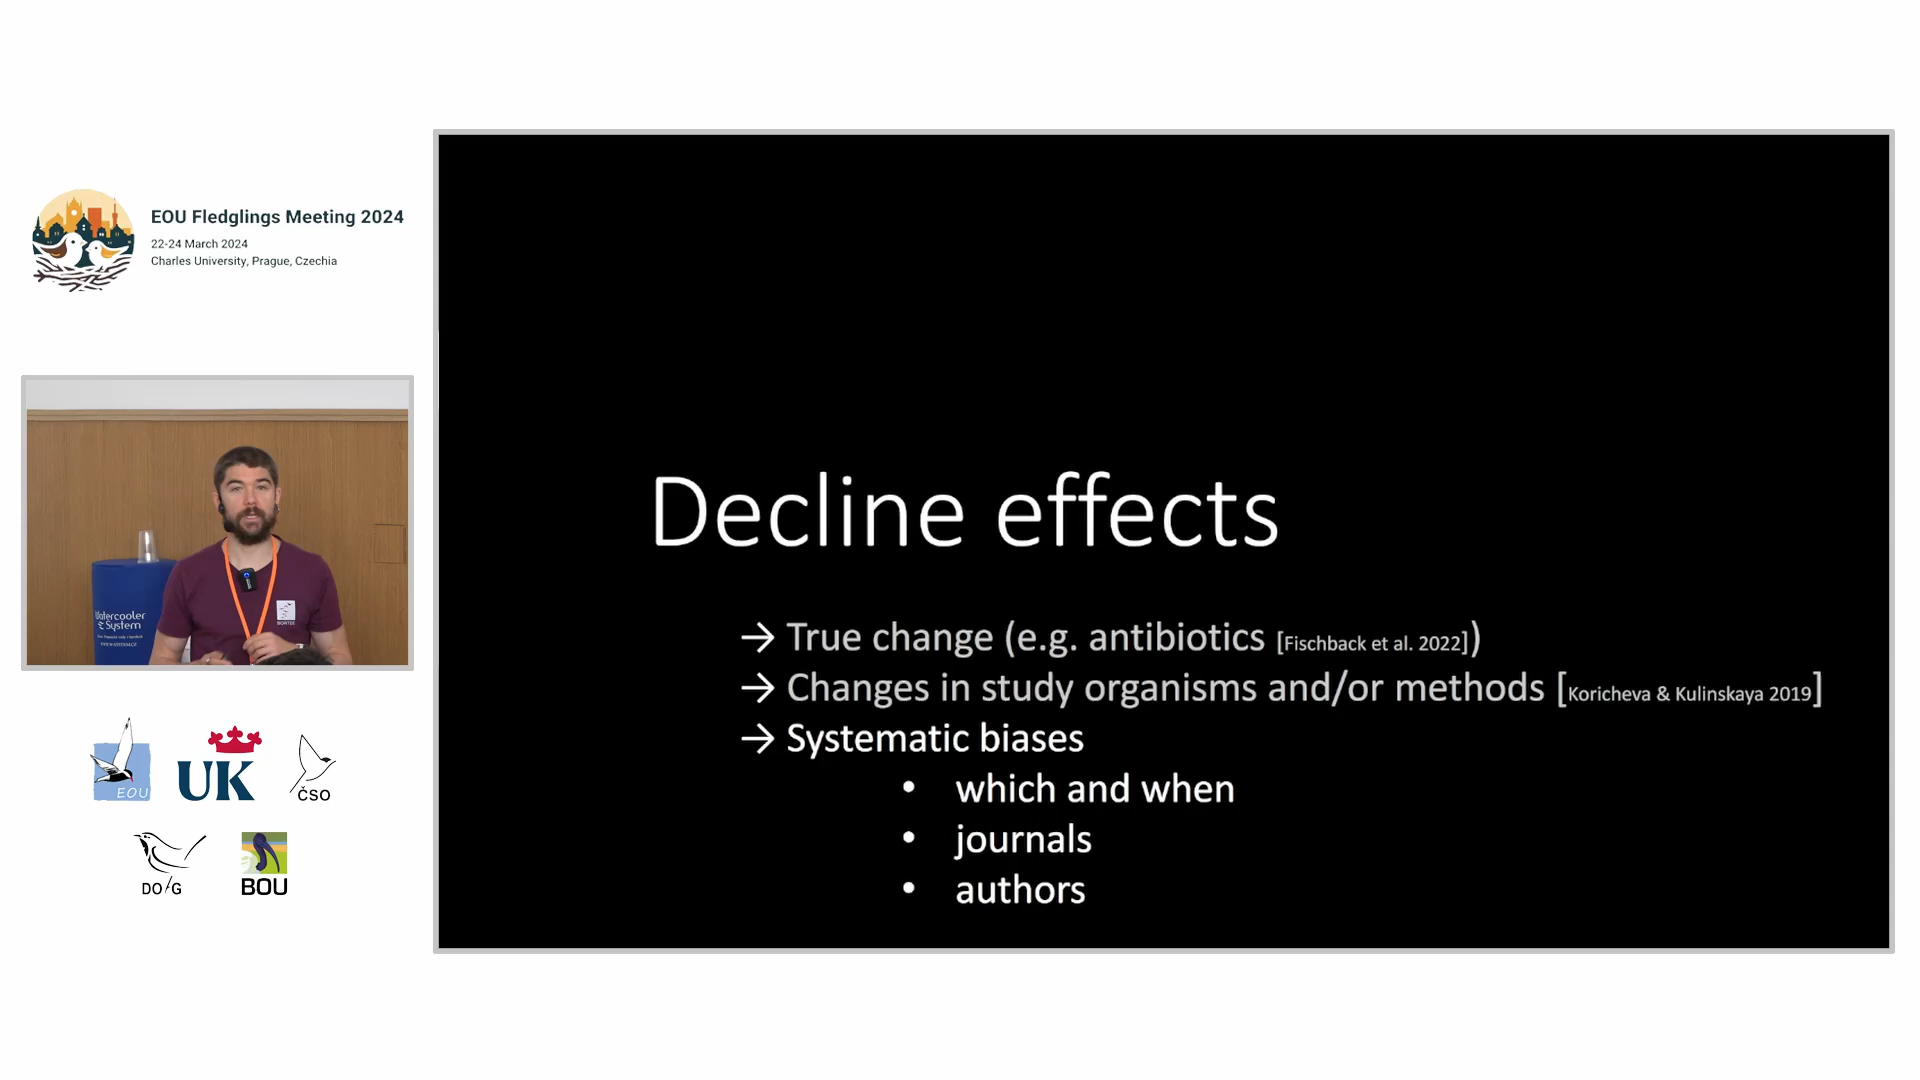 EOU Fledglings Meeting 2024
22-24 March 2024
Charles University, Prague, Czechia
Watercooler
System
EOU
UK
ČSO
DO/G
BOU
Decline effects
→ True change (e.g. antibiotics [Fischback et al. 2022])
→ Changes in study organisms and/or methods [Koricheva & Kulinskaya 2019]
→ Systematic biases
• which and when
• journals
• authors